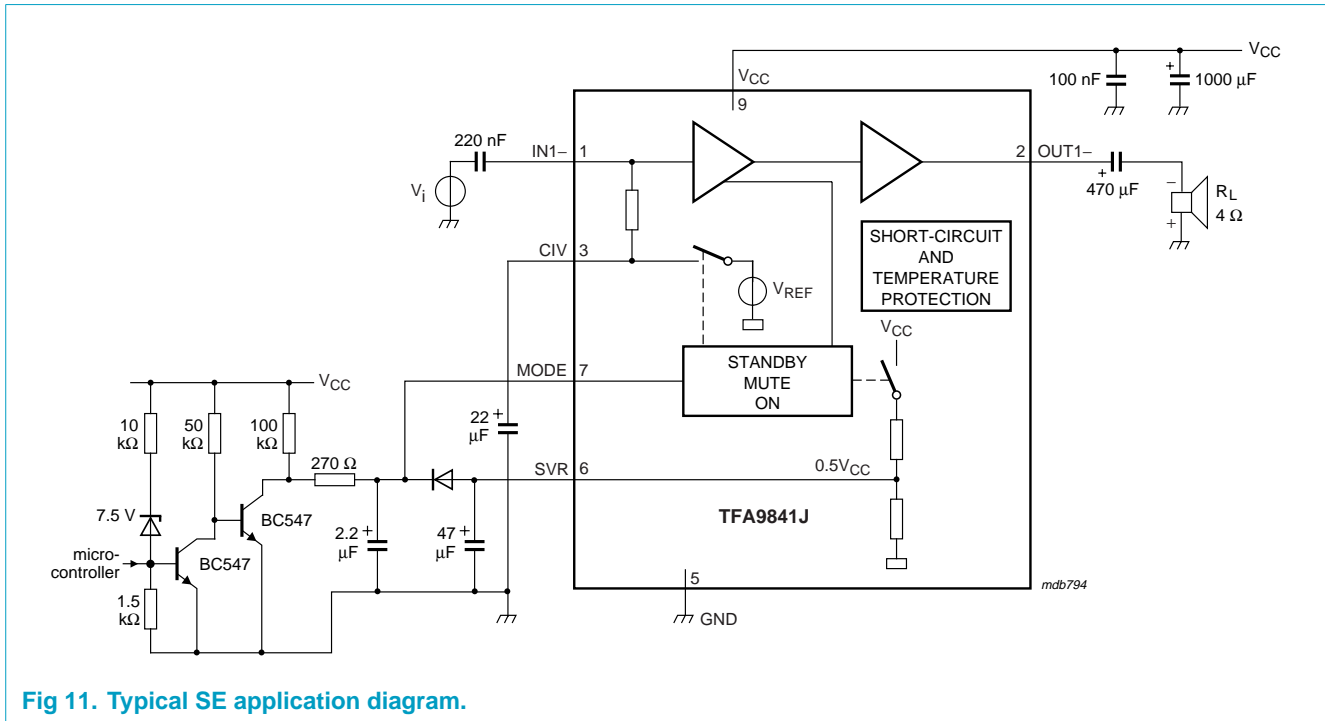 VCC
VCC
9
100 nF
+
1000 μF
220 nF
IN1−
1
2
OUT1−
Vi
+
470 μF
−
+
RL
4 Ω
SHORT-CIRCUIT
AND
TEMPERATURE
PROTECTION
CIV
3
VREF
VCC
STANDBY
MUTE
ON
MODE
7
VCC
10
kΩ
50
kΩ
100
kΩ
22
μF
+
270 Ω
SVR
6
0.5VCC
7.5 V
BC547
TFA9841J
2.2
μF
+
47
μF
+
micro-
controller
BC547
1.5
kΩ
5
GND
mdb794
Fig 11. Typical SE application diagram.